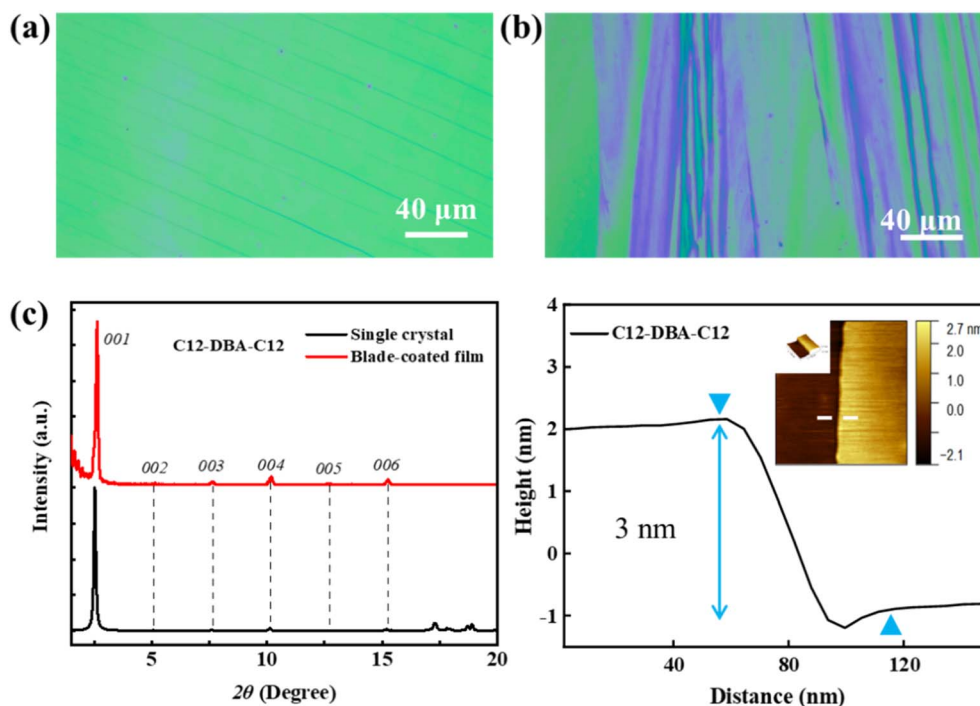 (a)
40 μm
(b)
40 μm
(c)
001
C12-DBA-C12
Single crystal
Blade-coated film
002
003
004
005
006
Intensity (a.u.)
5
10
15
20
2θ (Degree)
4
3
2
1
0
-1
Height (nm)
C12-DBA-C12
2.7 nm
2.0
1.0
0.0
−2.1
3 nm
40
80
120
Distance (nm)